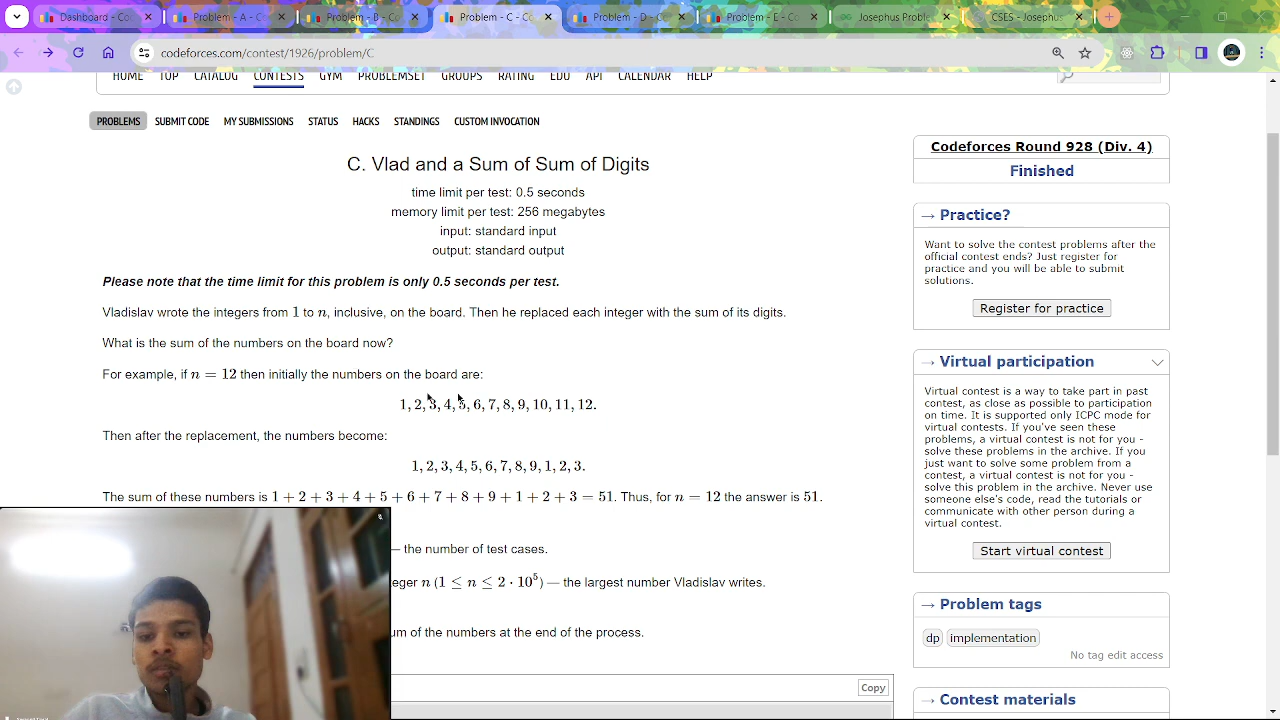 Dashboard - Co
Problem - A - Co
Problem - B - Co
Problem - C - Co
Problem - D - Co
Problem - E - Co
Josephus Proble
CSES - Josephus
codeforces.com/contest/1926/problem/C
HOME TOP CATALOG CONTESTS GYM PROBLEMSET GROUPS RATING EDU API CALENDAR HELP
PROBLEMS SUBMIT CODE MY SUBMISSIONS STATUS HACKS STANDINGS CUSTOM INVOCATION
C. Vlad and a Sum of Sum of Digits
time limit per test: 0.5 seconds
memory limit per test: 256 megabytes
input: standard input
output: standard output
Please note that the time limit for this problem is only 0.5 seconds per test.
Vladislav wrote the integers from 1 to n, inclusive, on the board. Then he replaced each integer with the sum of its digits.
What is the sum of the numbers on the board now?
For example, if n = 12 then initially the numbers on the board are:
1, 2, 3, 4, 5, 6, 7, 8, 9, 10, 11, 12.
Then after the replacement, the numbers become:
1, 2, 3, 4, 5, 6, 7, 8, 9, 1, 2, 3.
The sum of these numbers is 1 + 2 + 3 + 4 + 5 + 6 + 7 + 8 + 9 + 1 + 2 + 3 = 51. Thus, for n = 12 the answer is 51.
— the number of test cases.
eger n (1 ≤ n ≤ 2 · 10⁵) — the largest number Vladislav writes.
um of the numbers at the end of the process.
Copy
Codeforces Round 928 (Div. 4)
Finished
→ Practice?
Want to solve the contest problems after the
official contest ends? Just register for
practice and you will be able to submit
solutions.
Register for practice
→ Virtual participation
Virtual contest is a way to take part in past
contest, as close as possible to participation
on time. It is supported only ICPC mode for
virtual contests. If you've seen these
problems, a virtual contest is not for you -
solve these problems in the archive. If you
just want to solve some problem from a
contest, a virtual contest is not for you -
solve this problem in the archive. Never use
someone else's code, read the tutorials or
communicate with other person during a
virtual contest.
Start virtual contest
→ Problem tags
dp implementation
No tag edit access
→ Contest materials